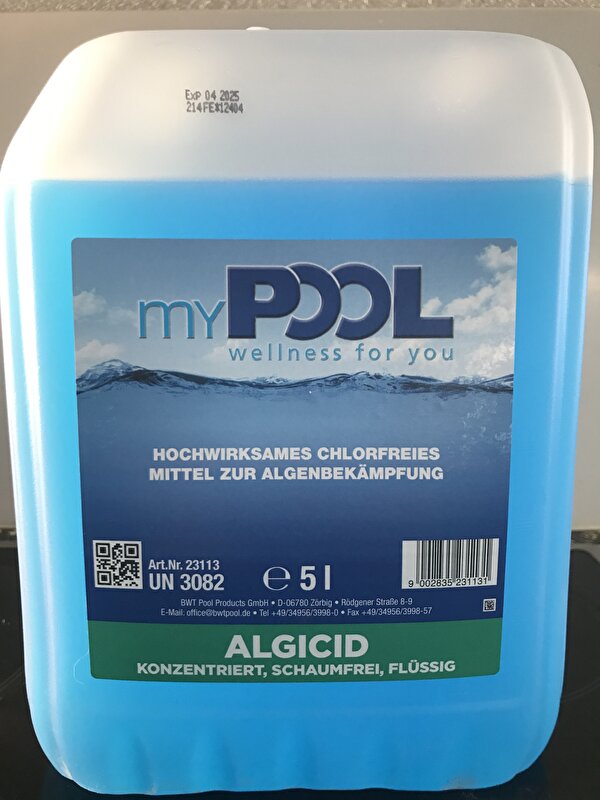 Exp 04 2025
214FE*12404
myPOOL
wellness for you
HOCHWIRKSAMES CHLORFREIES
MITTEL ZUR ALGENBEKÄMPFUNG
Art.Nr. 23113
UN 3082
℮ 5 l
9 002835 231131
BWT Pool Products GmbH • D-06780 Zörbig • Rödgener Straße 8-9
E-Mail: office@bwtpool.de • Tel +49/34956/3998-0 • Fax +49/34956/3998-57
ALGICID
KONZENTRIERT, SCHAUMFREI, FLÜSSIG